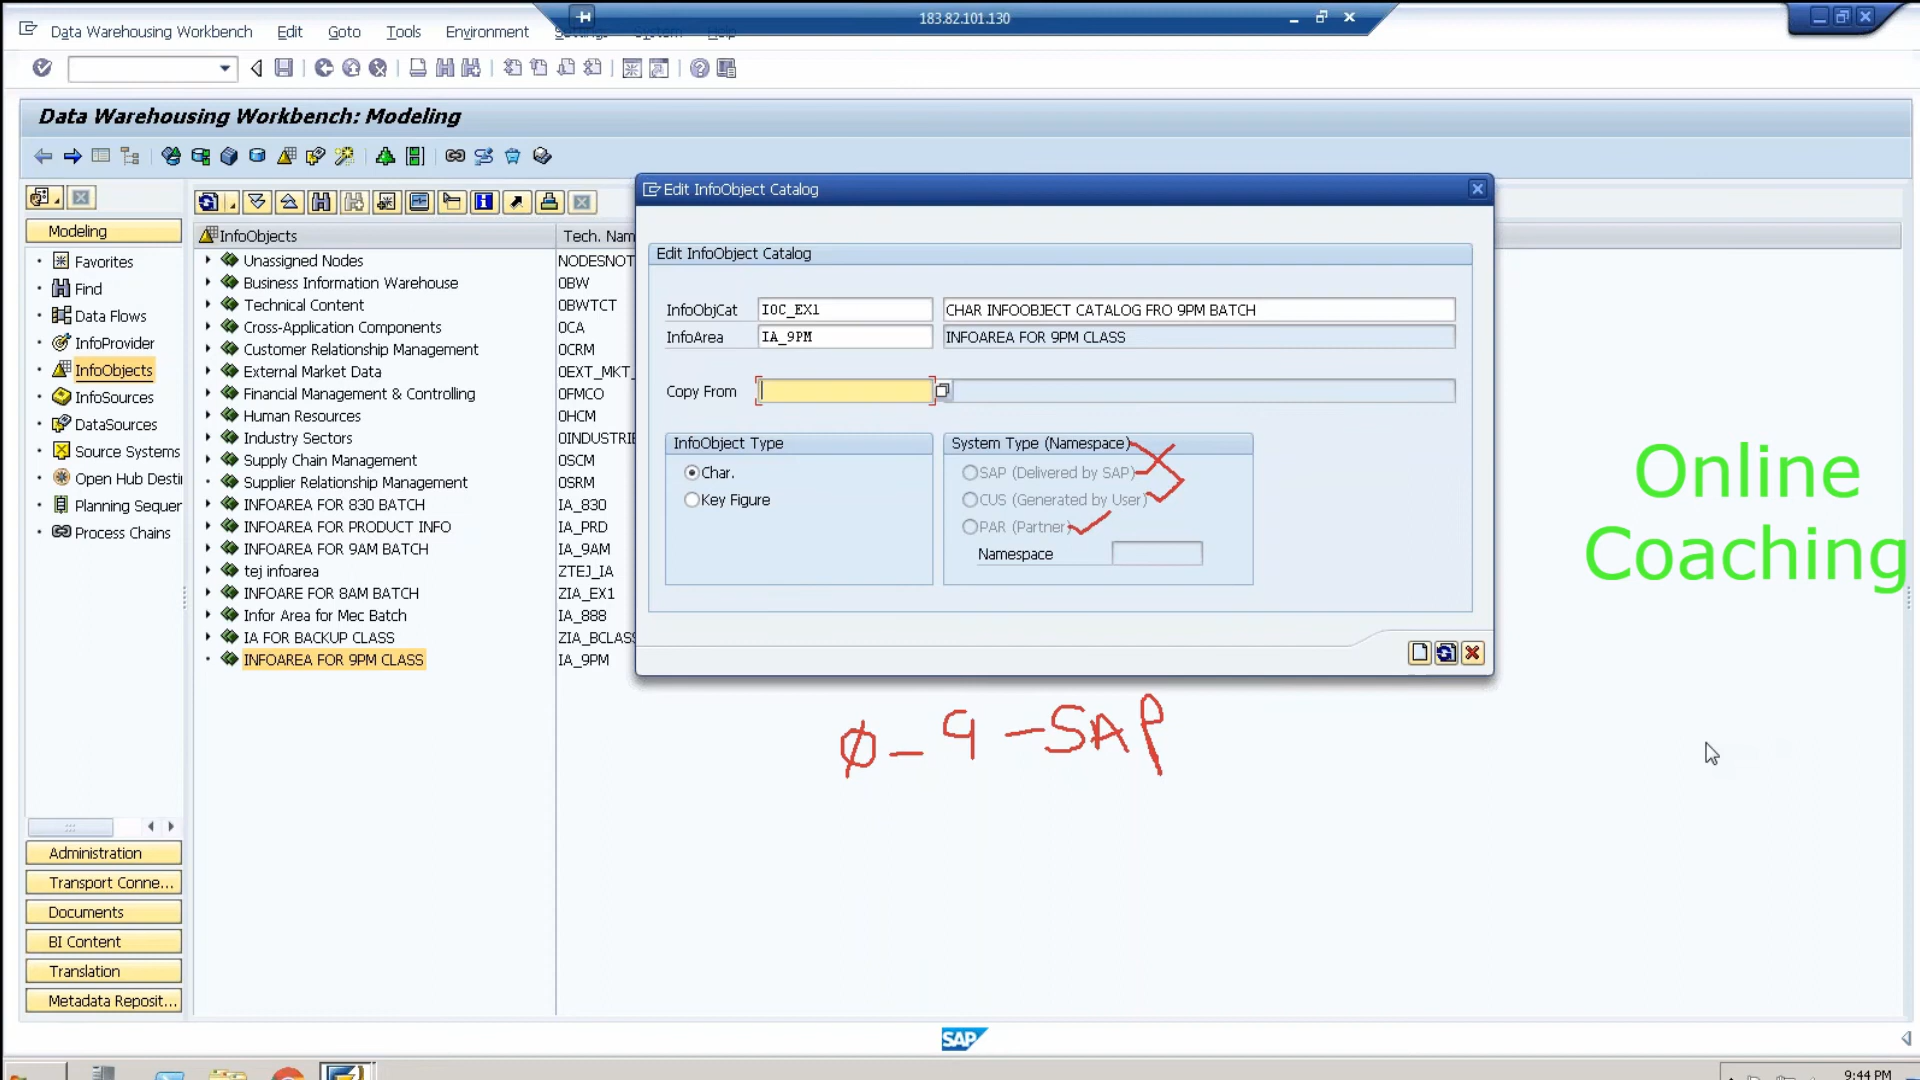 183.82.101.130
Data Warehousing Workbench Edit Goto Tools Environment Settings System Help
Data Warehousing Workbench: Modeling
Modeling
Favorites
Find
Data Flows
InfoProvider
InfoObjects
InfoSources
DataSources
Source Systems
Open Hub Desti
Planning Sequer
Process Chains
Administration
Transport Conne...
Documents
BI Content
Translation
Metadata Reposit...
InfoObjects Tech. Nam
Unassigned Nodes NODESNOT
Business Information Warehouse 0BW
Technical Content 0BWTCT
Cross-Application Components 0CA
Customer Relationship Management 0CRM
External Market Data 0EXT_MKT_
Financial Management & Controlling 0FMCO
Human Resources 0HCM
Industry Sectors 0INDUSTRIE
Supply Chain Management 0SCM
Supplier Relationship Management 0SRM
INFOAREA FOR 830 BATCH IA_830
INFOAREA FOR PRODUCT INFO IA_PRD
INFOAREA FOR 9AM BATCH IA_9AM
tej infoarea ZTEJ_IA
INFOARE FOR 8AM BATCH ZIA_EX1
Infor Area for Mec Batch IA_888
IA FOR BACKUP CLASS ZIA_BCLASS
INFOAREA FOR 9PM CLASS IA_9PM
Edit InfoObject Catalog
Edit InfoObject Catalog
InfoObjCat IOC_EX1 CHAR INFOOBJECT CATALOG FRO 9PM BATCH
InfoArea IA_9PM INFOAREA FOR 9PM CLASS
Copy From
InfoObject Type
Char.
Key Figure
System Type (Namespace)
SAP (Delivered by SAP)
CUS (Generated by User)
PAR (Partner)
Namespace
0 - 9 - SAP
Online
Coaching
SAP
9:44 PM